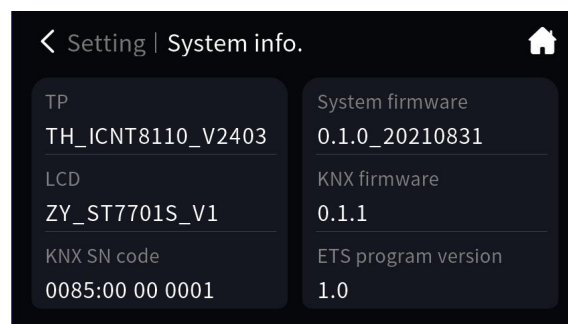 Setting | System info.
TP
TH_ICNT8110_V2403
LCD
ZY_ST7701S_V1
KNX SN code
0085:00 00 0001
System firmware
0.1.0_20210831
KNX firmware
0.1.1
ETS program version
1.0